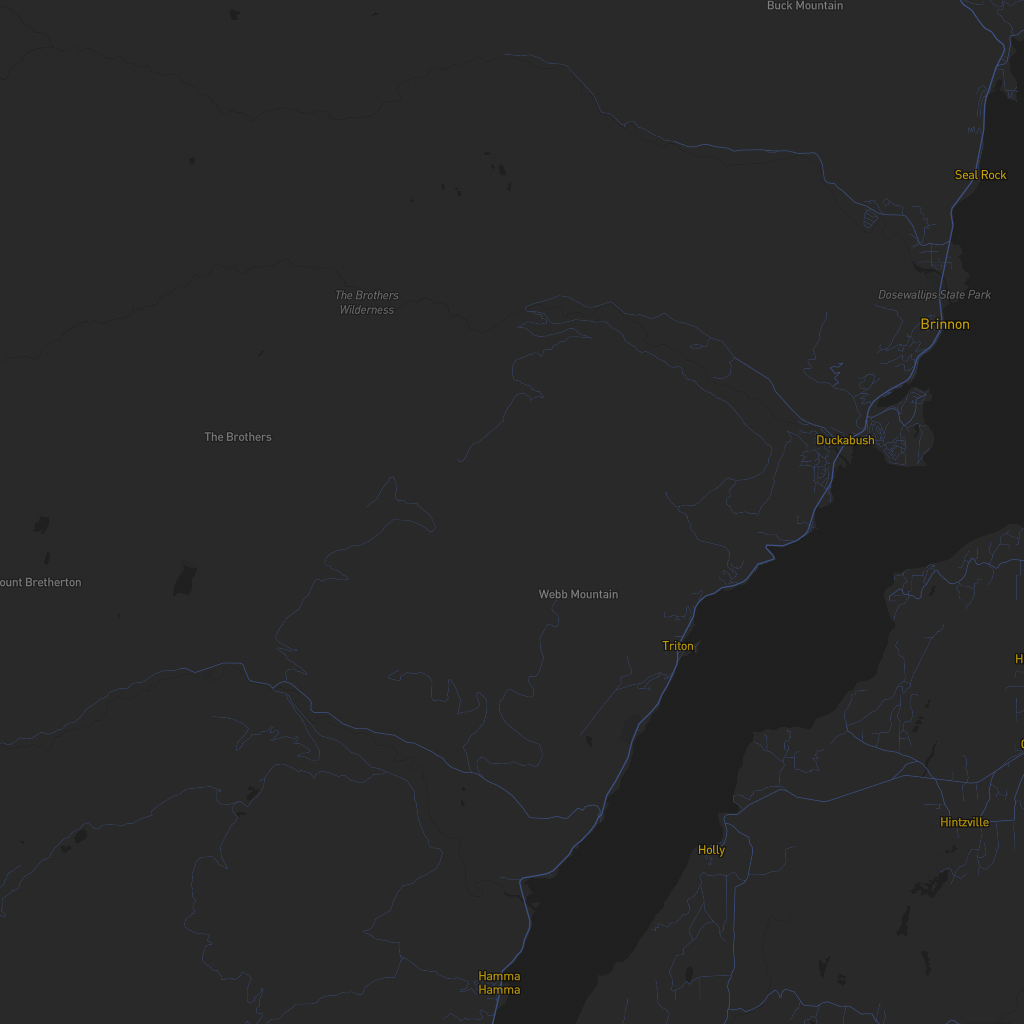 Buck Mountain
Seal Rock
The Brothers
Wilderness
Dosewallips State Park
Brinnon
The Brothers
Duckabush
ount Bretherton
Webb Mountain
Triton
H
Hintzville
Holly
Hamma
Hamma